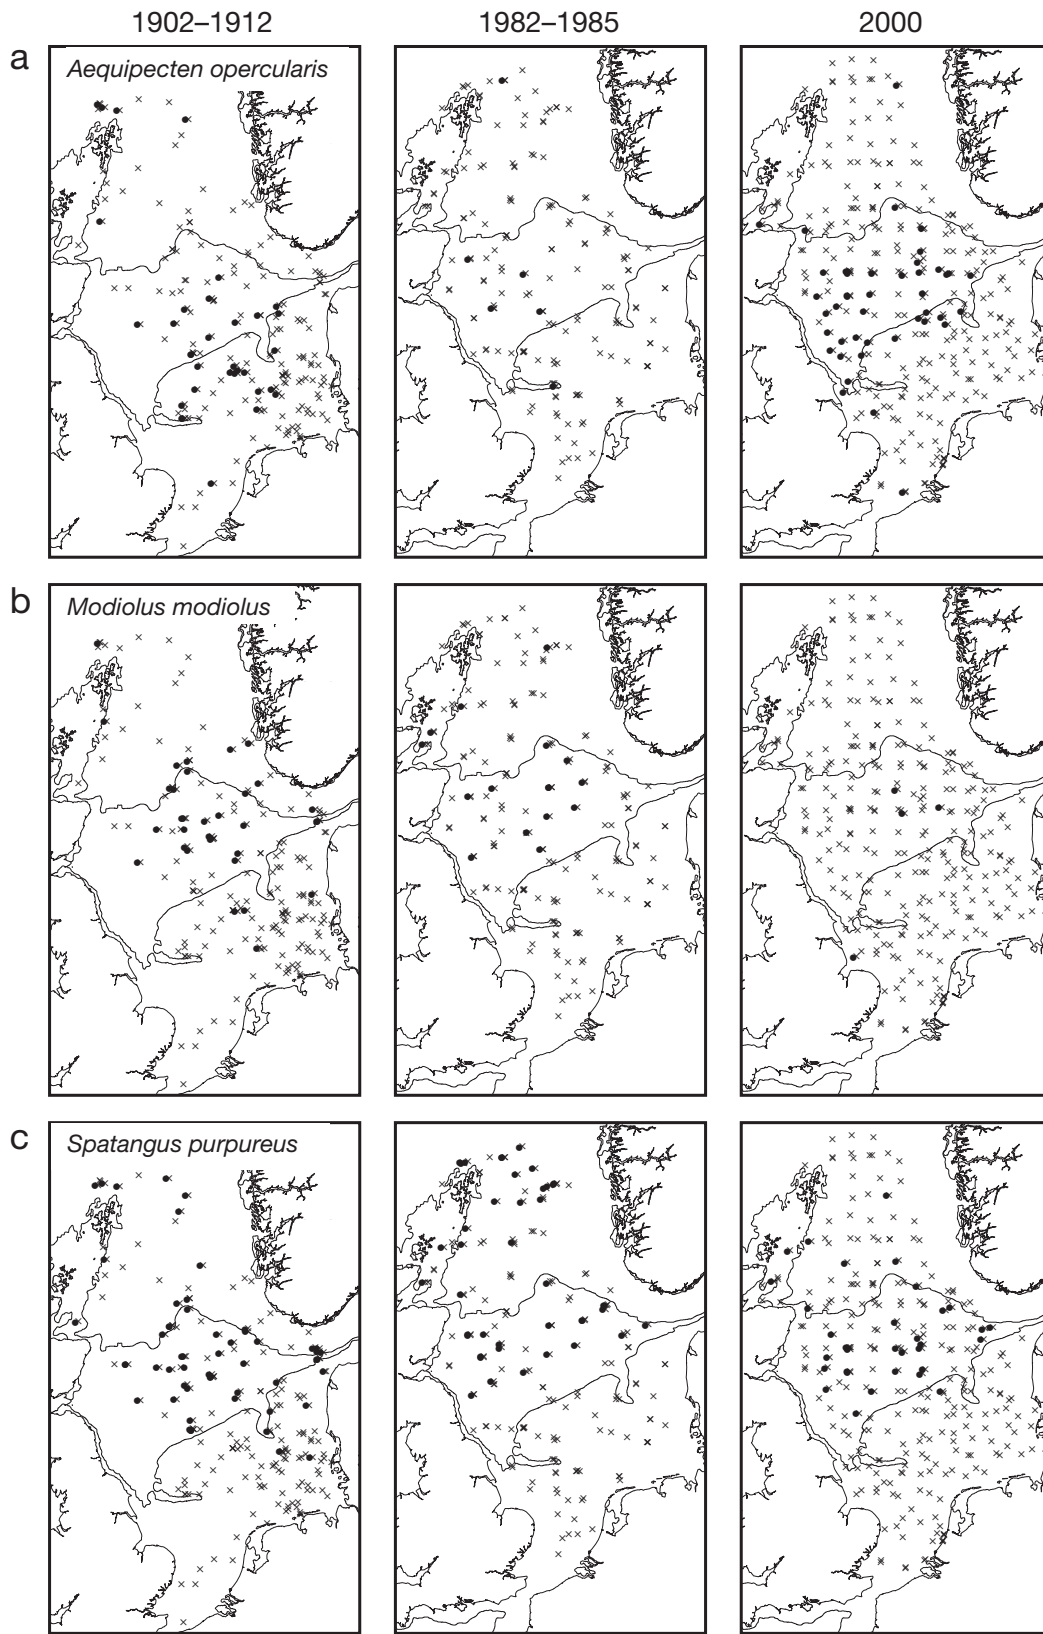 1902–1912 1982–1985 2000
a Aequipecten opercularis
b Modiolus modiolus
c Spatangus purpureus